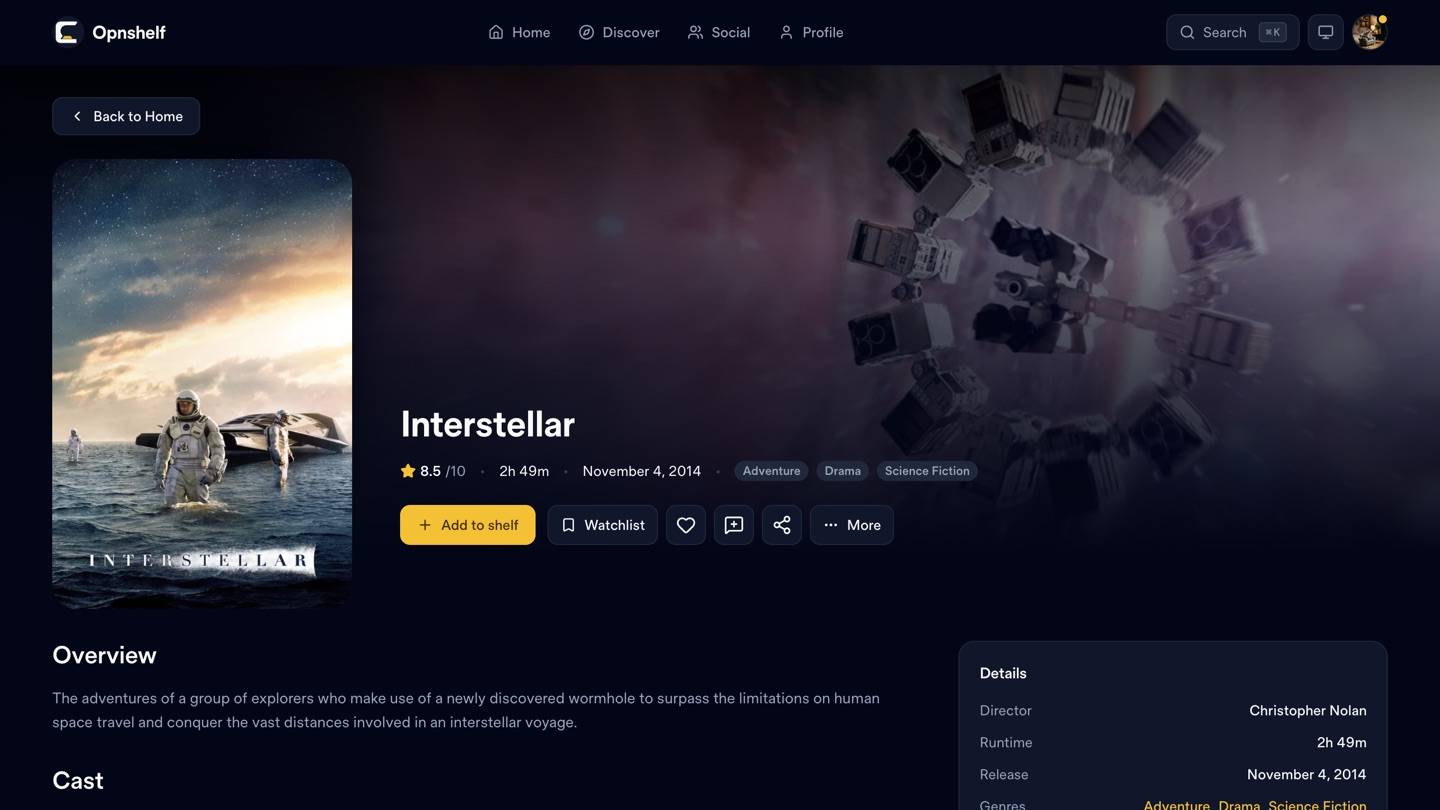 Opnshelf
Home
Discover
Social
Profile
Search ⌘K
Back to Home
INTERSTELLAR
Interstellar
8.5 /10 • 2h 49m • November 4, 2014 • Adventure Drama Science Fiction
Add to shelf
Watchlist
More
Overview
The adventures of a group of explorers who make use of a newly discovered wormhole to surpass the limitations on human
space travel and conquer the vast distances involved in an interstellar voyage.
Cast
Details
Director Christopher Nolan
Runtime 2h 49m
Release November 4, 2014
Genres Adventure, Drama, Science Fiction